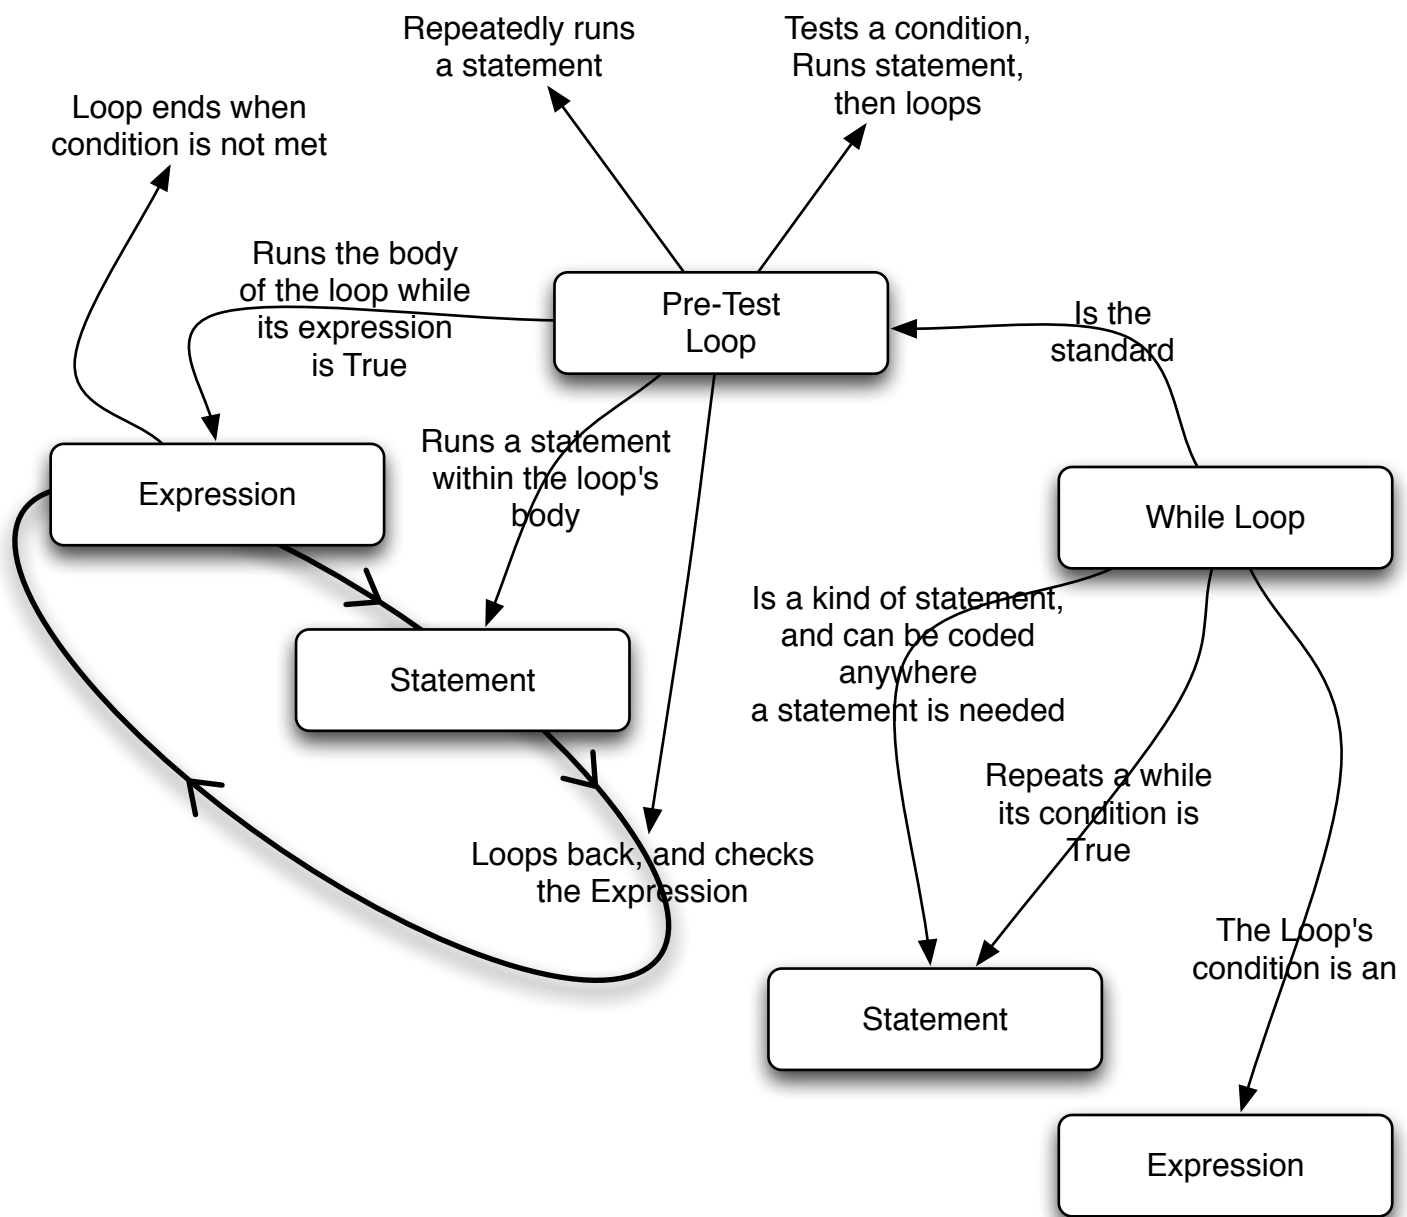 Repeatedly runs
a statement
Tests a condition,
Runs statement,
then loops
Loop ends when
condition is not met
Runs the body
of the loop while
its expression
is True
Pre-Test
Loop
Is the
standard
Runs a statement
within the loop's
body
Expression
While Loop
Is a kind of statement,
and can be coded
anywhere
a statement is needed
Statement
Repeats a while
its condition is
True
Loops back, and checks
the Expression
The Loop's
condition is an
Statement
Expression